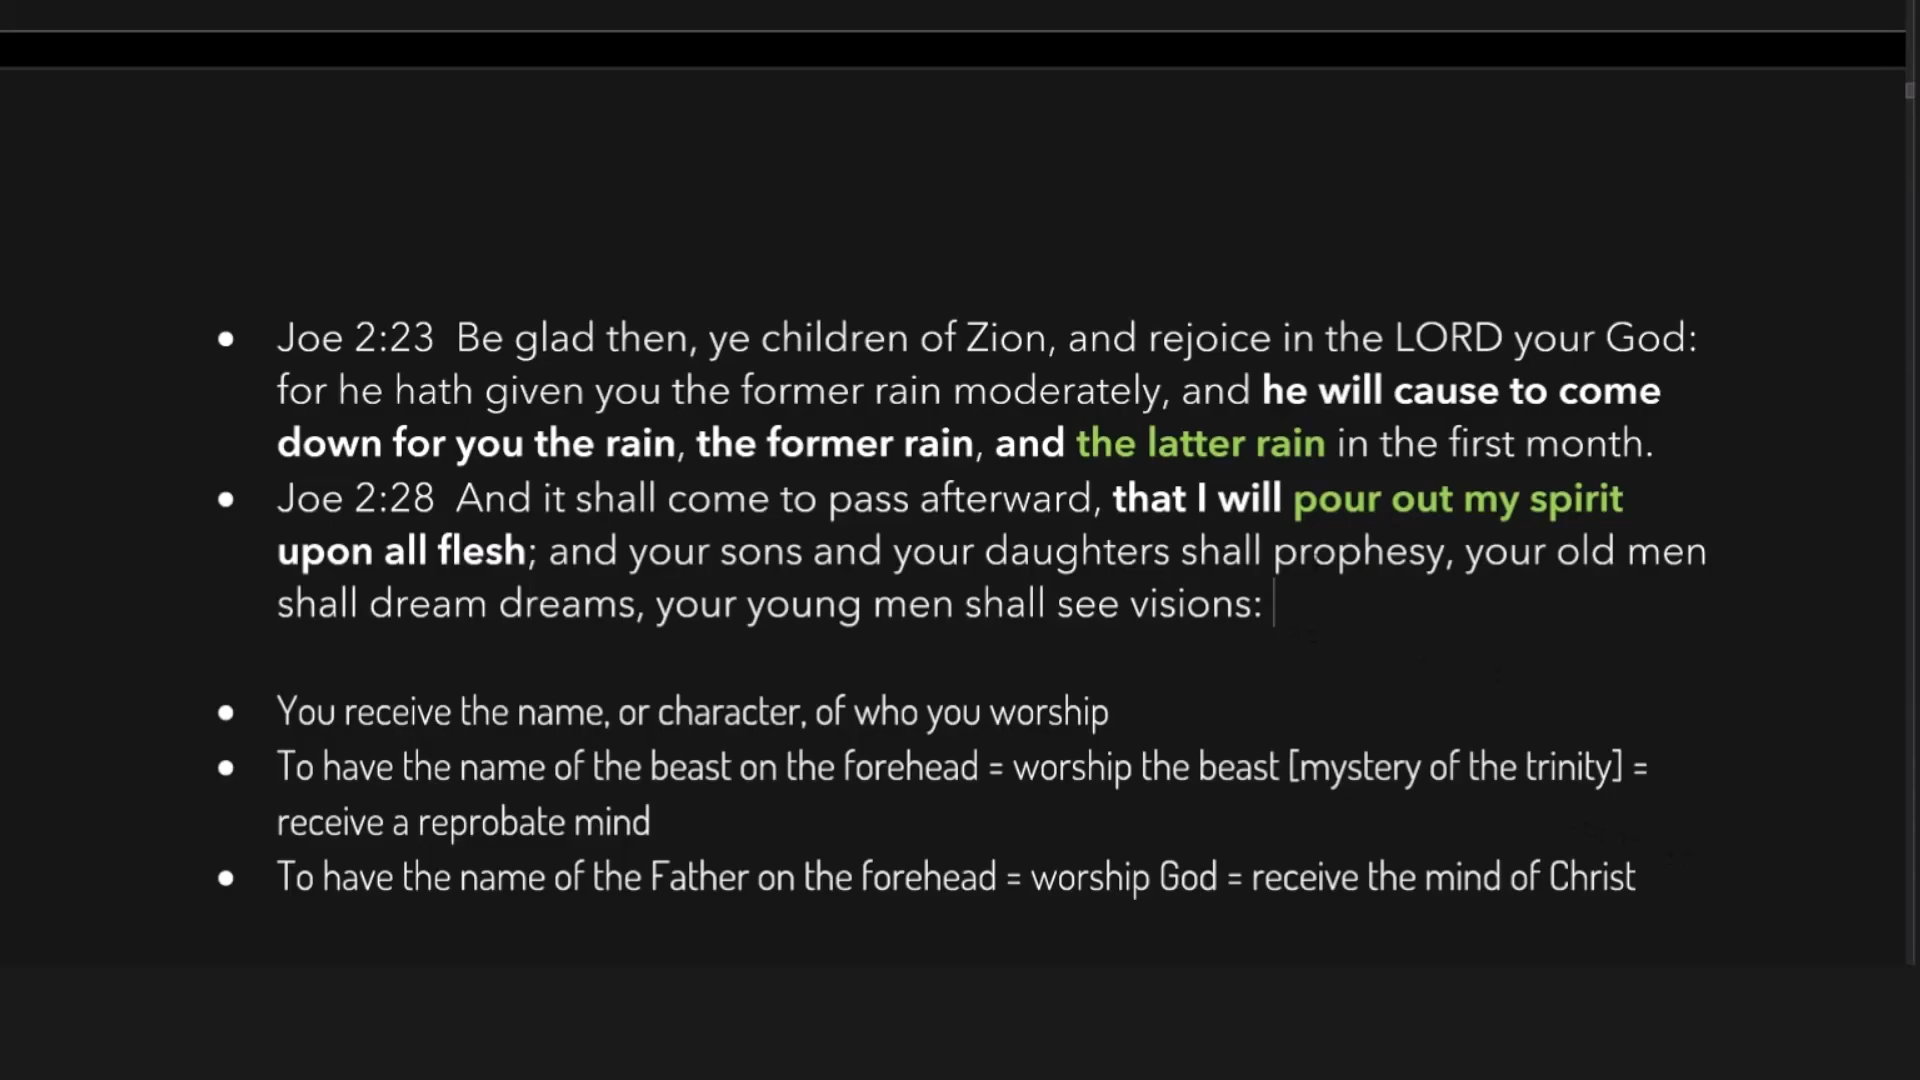 • Joe 2:23  Be glad then, ye children of Zion, and rejoice in the LORD your God:
for he hath given you the former rain moderately, and he will cause to come
down for you the rain, the former rain, and the latter rain in the first month.
• Joe 2:28  And it shall come to pass afterward, that I will pour out my spirit
upon all flesh; and your sons and your daughters shall prophesy, your old men
shall dream dreams, your young men shall see visions:
• You receive the name, or character, of who you worship
• To have the name of the beast on the forehead = worship the beast [mystery of the trinity] =
receive a reprobate mind
• To have the name of the Father on the forehead = worship God = receive the mind of Christ